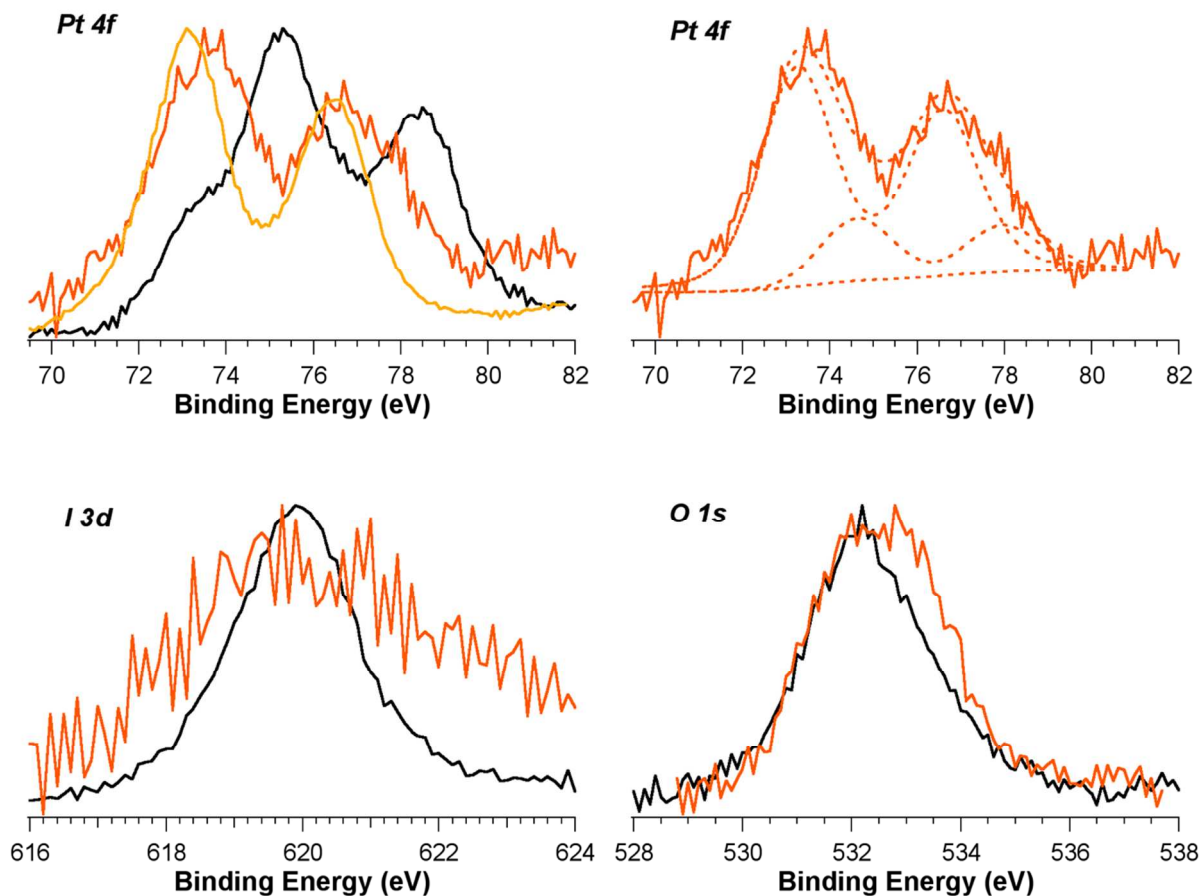 Pt 4f
70 72 74 76 78 80 82
Binding Energy (eV)
Pt 4f
70 72 74 76 78 80 82
Binding Energy (eV)
I 3d
616 618 620 622 624
Binding Energy (eV)
O 1s
528 530 532 534 536 538
Binding Energy (eV)